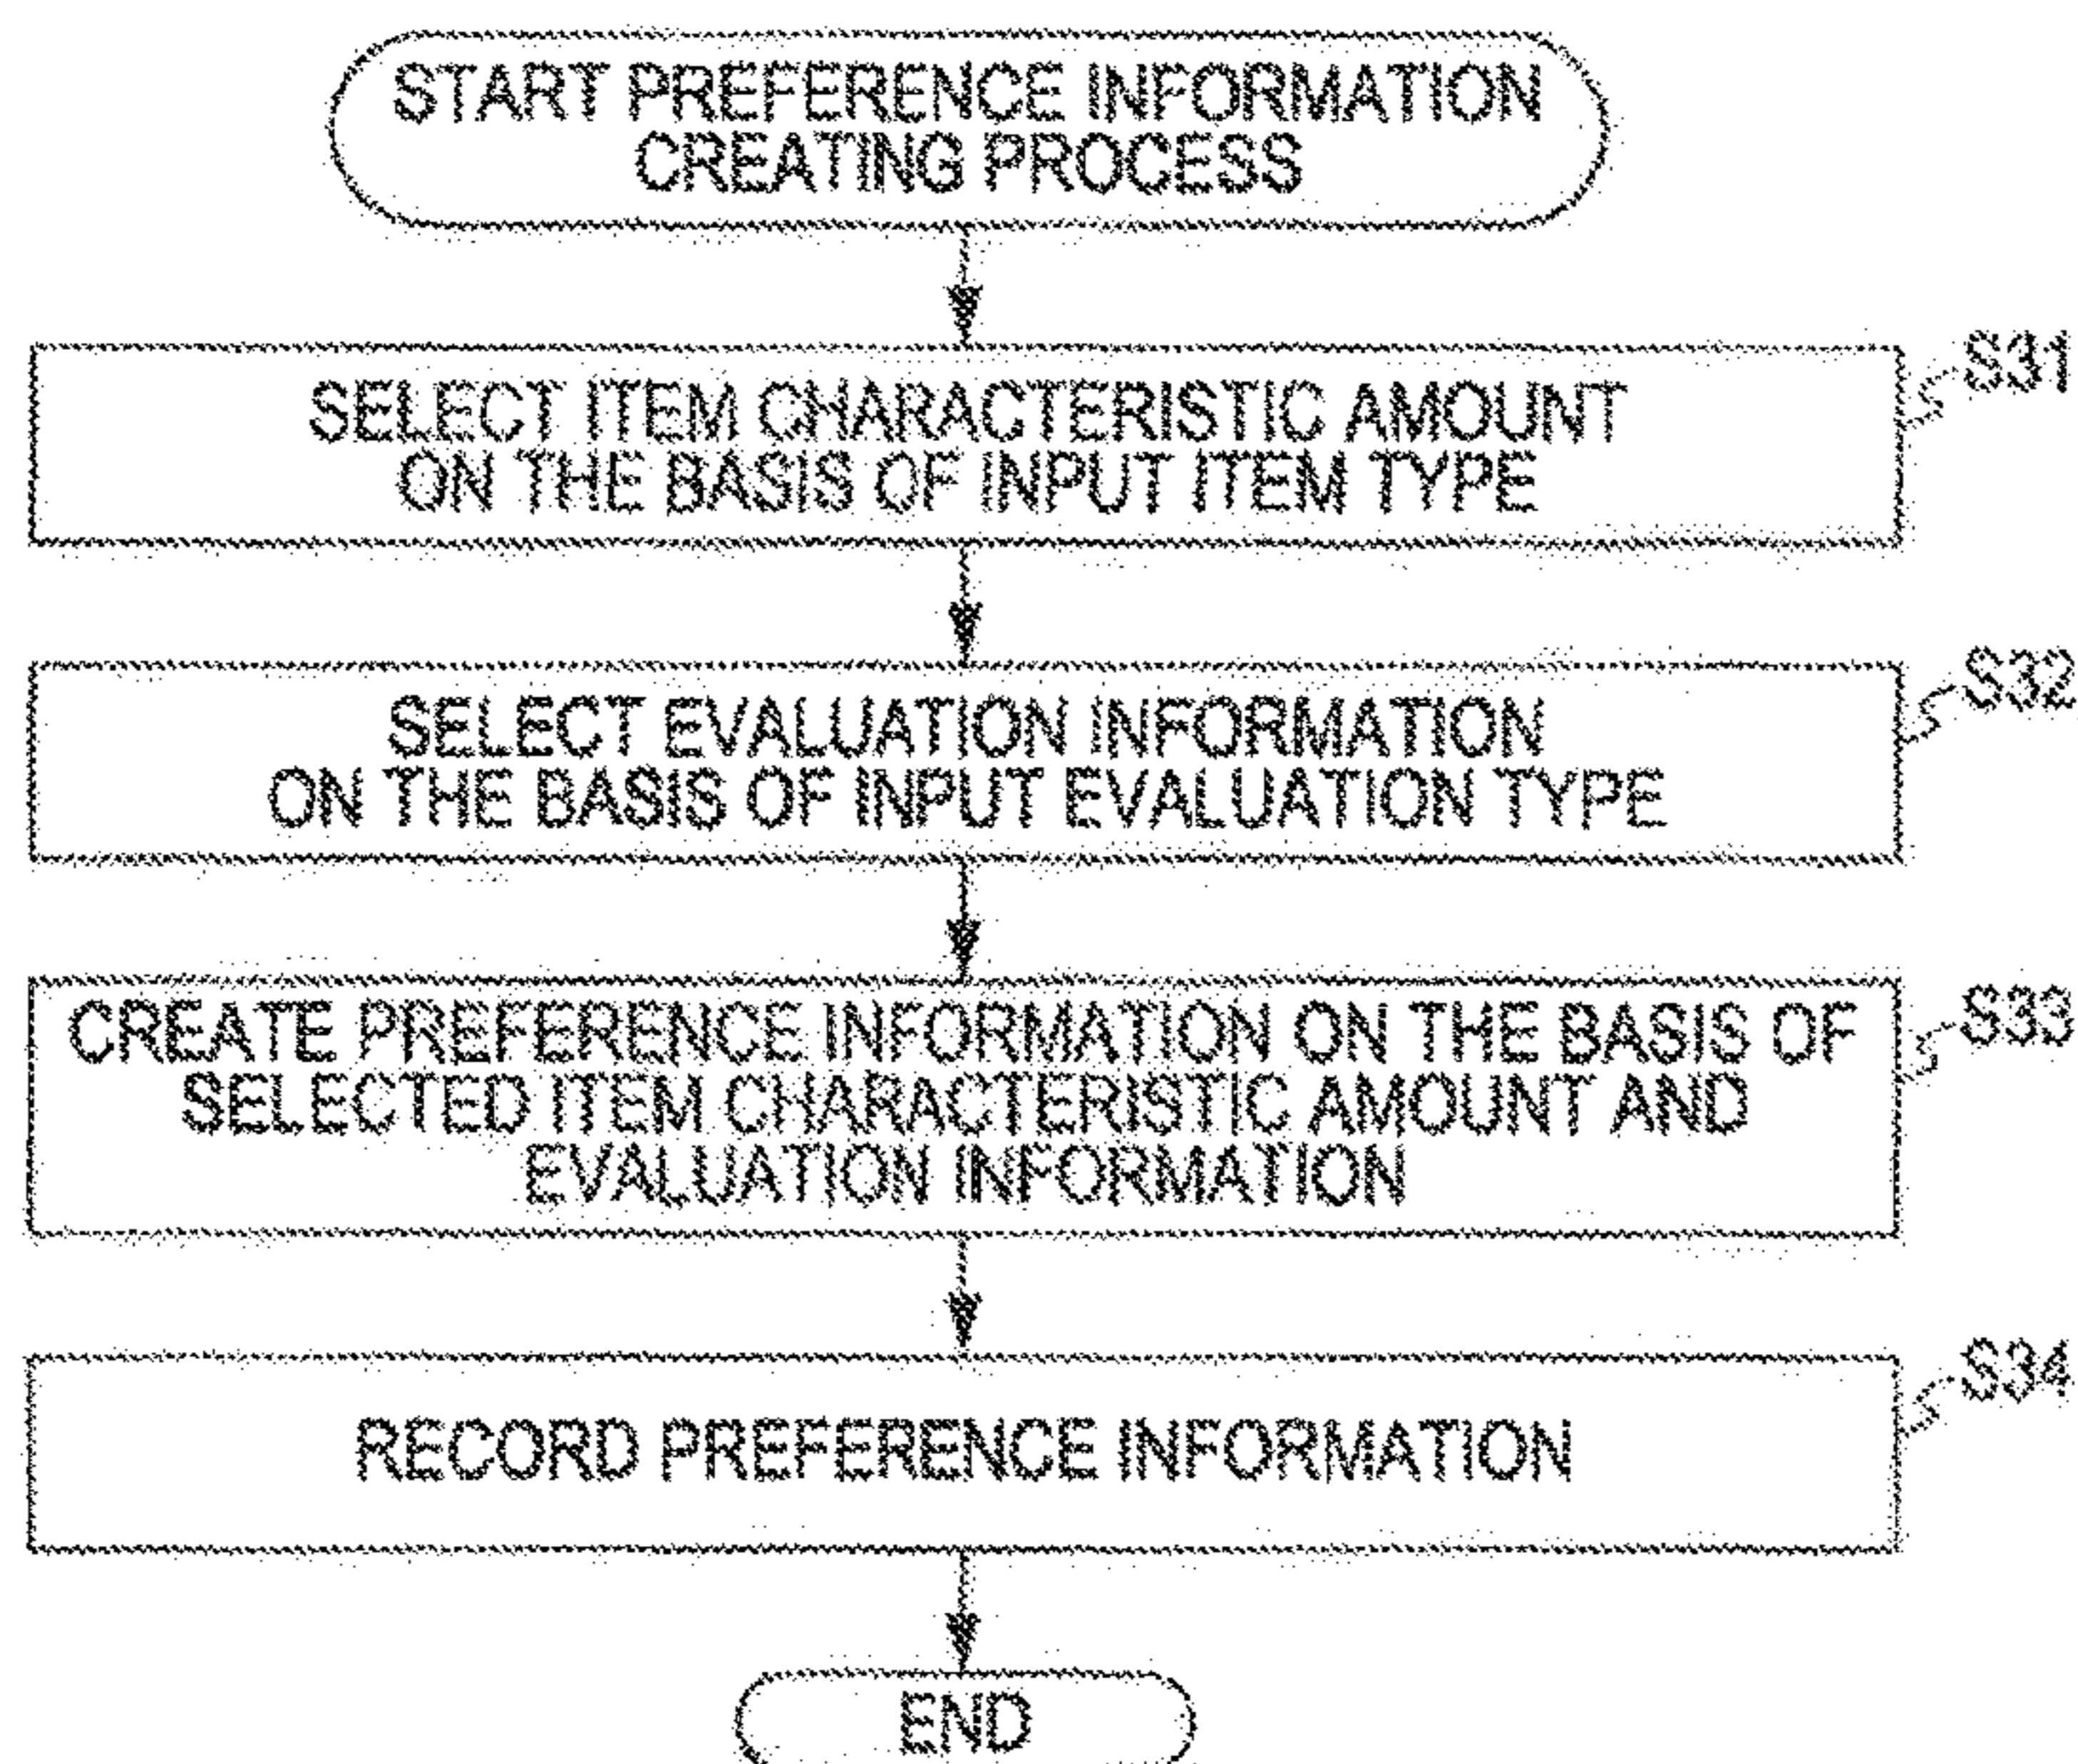 START PREFERENCE INFORMATION
CREATING PROCESS
SELECT ITEM CHARACTERISTIC AMOUNT
ON THE BASIS OF INPUT ITEM TYPE
S31
SELECT EVALUATION INFORMATION
ON THE BASIS OF INPUT EVALUATION TYPE
S32
CREATE PREFERENCE INFORMATION ON THE BASIS OF
SELECTED ITEM CHARACTERISTIC AMOUNT AND
EVALUATION INFORMATION
S33
RECORD PREFERENCE INFORMATION
S34
END